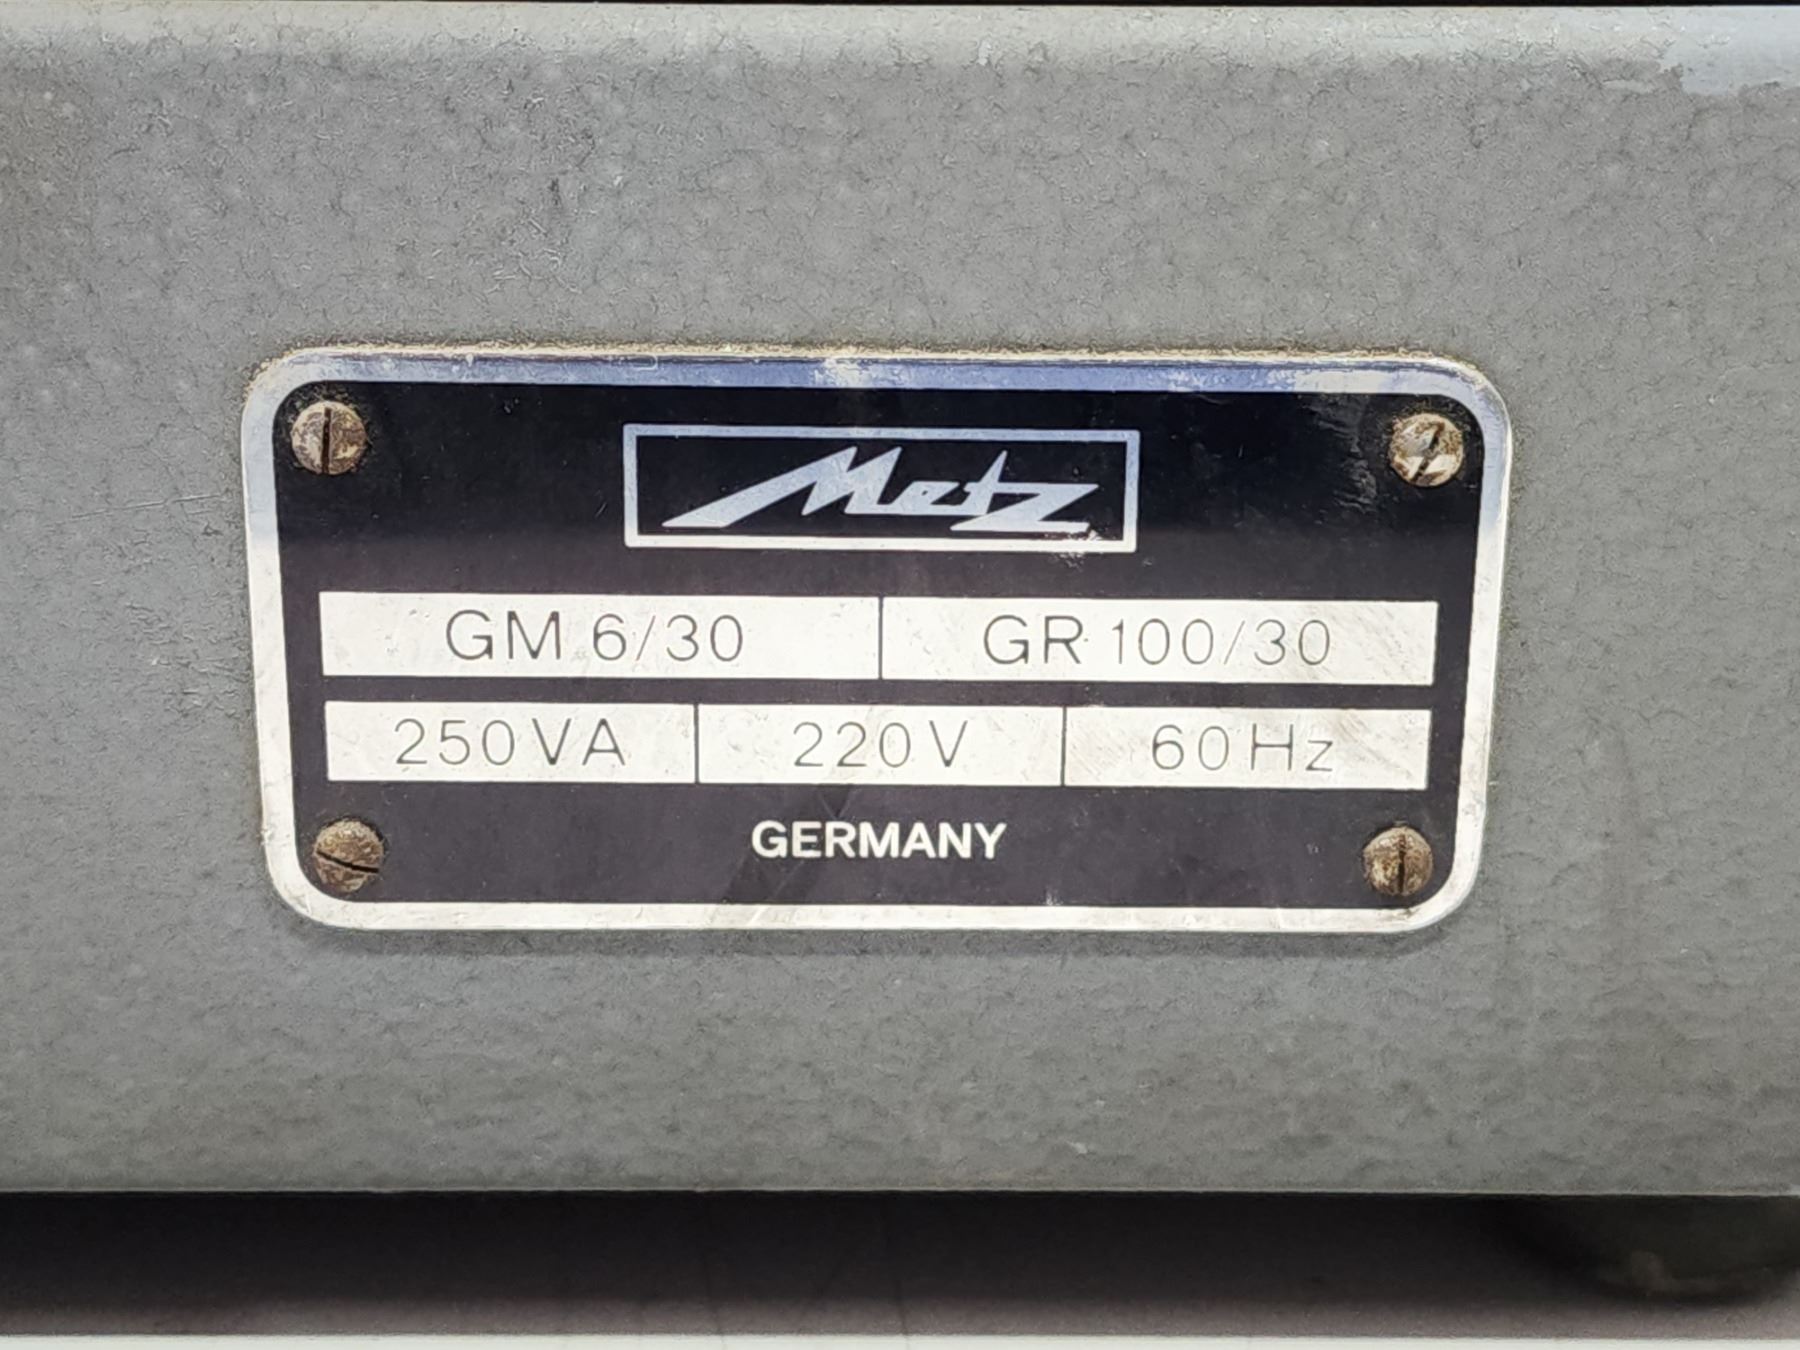 Metz
GM 6/30 GR 100/30
250 VA 220 V 60 Hz
GERMANY